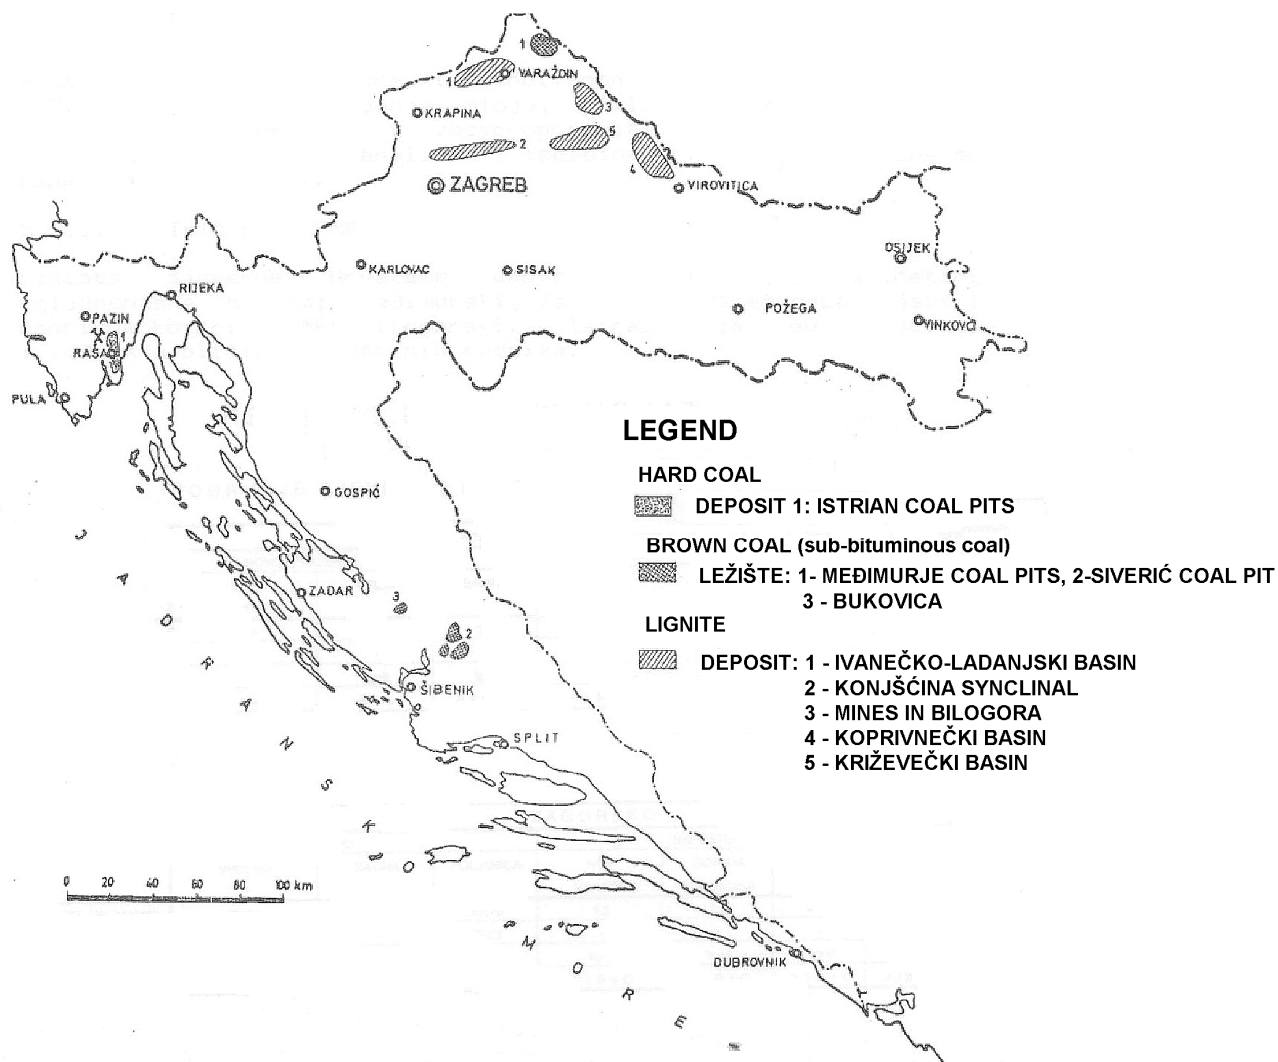 1
VARAŽDIN
1
3
KRAPINA
5
2
4
ZAGREB
VIROVITICA
OSIJEK
KARLOVAC
SISAK
RIJEKA
PAZIN
POŽEGA
VINKOVCI
1
RAŠA
PULA
LEGEND
HARD COAL
DEPOSIT 1: ISTRIAN COAL PITS
GOSPIĆ
BROWN COAL (sub-bituminous coal)
LEŽIŠTE: 1- MEĐIMURJE COAL PITS, 2-SIVERIĆ COAL PIT
3 - BUKOVICA
ZADAR
3
2
LIGNITE
DEPOSIT: 1 - IVANEČKO-LADANJSKI BASIN
2 - KONJŠĆINA SYNCLINAL
3 - MINES IN BILOGORA
4 - KOPRIVNEČKI BASIN
5 - KRIŽEVEČKI BASIN
ŠIBENIK
SPLIT
JADRANSKO MORE
0 20 40 60 80 100 km
DUBROVNIK